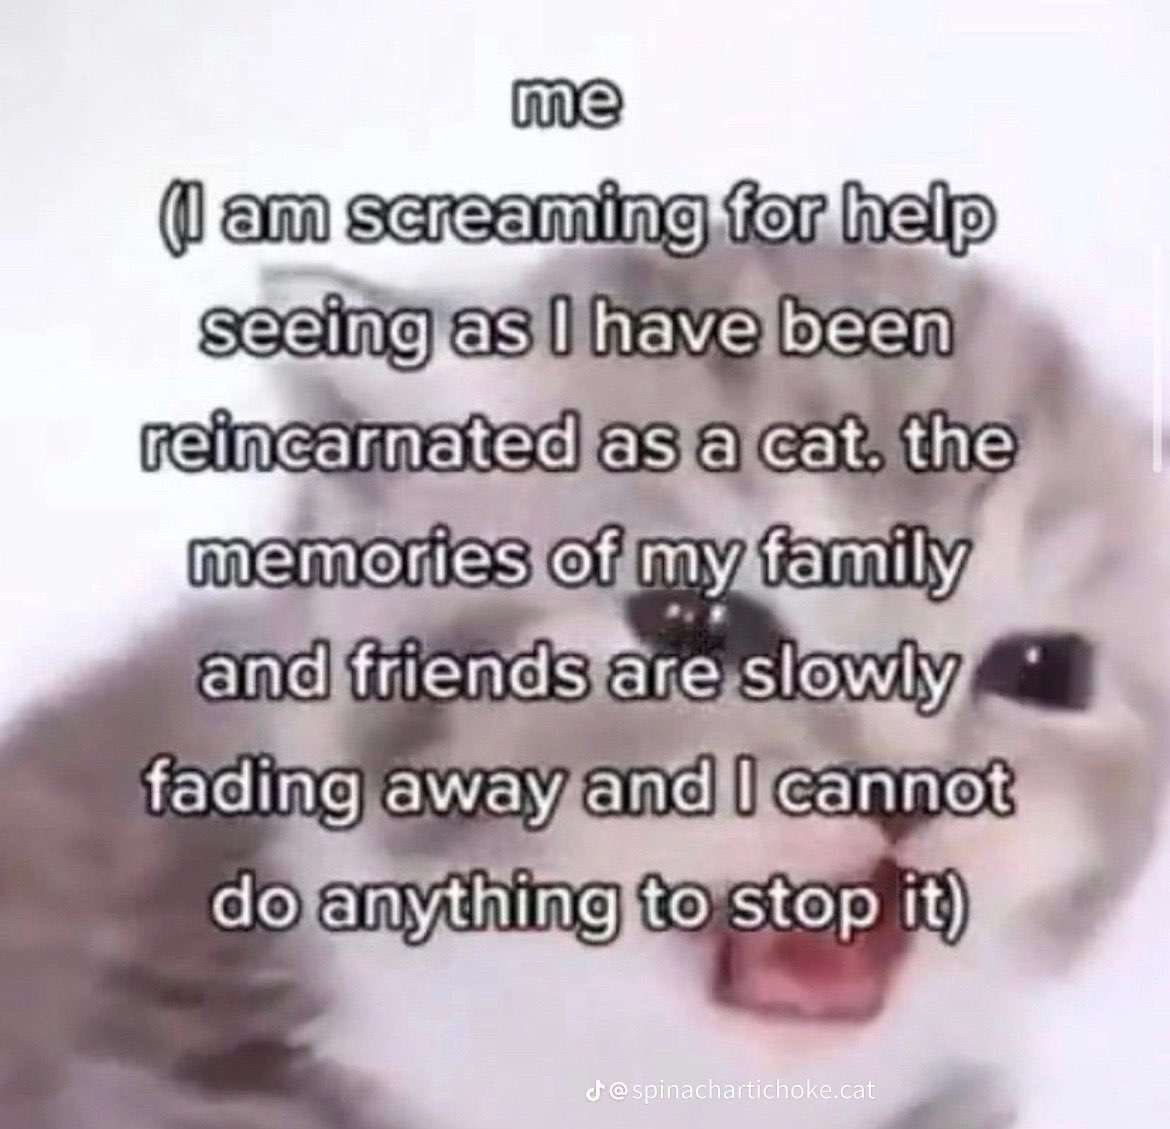 me
(I am screaming for help
seeing as I have been
reincarnated as a cat. the
memories of my family
and friends are slowly
fading away and I cannot
do anything to stop it)
@spinachartichoke.cat